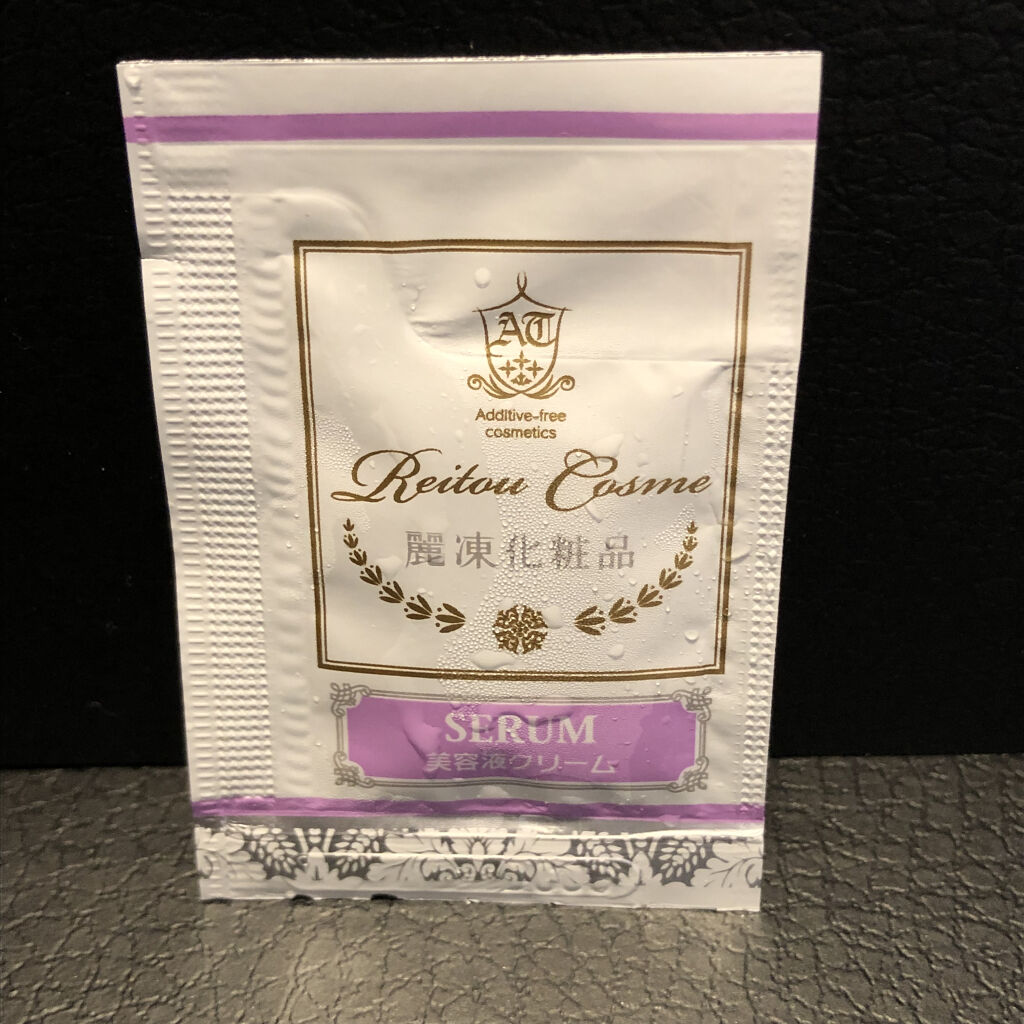 AT
Additive-free
cosmetics
Reitou Cosme
麗凍化粧品
SERUM
美容液クリーム